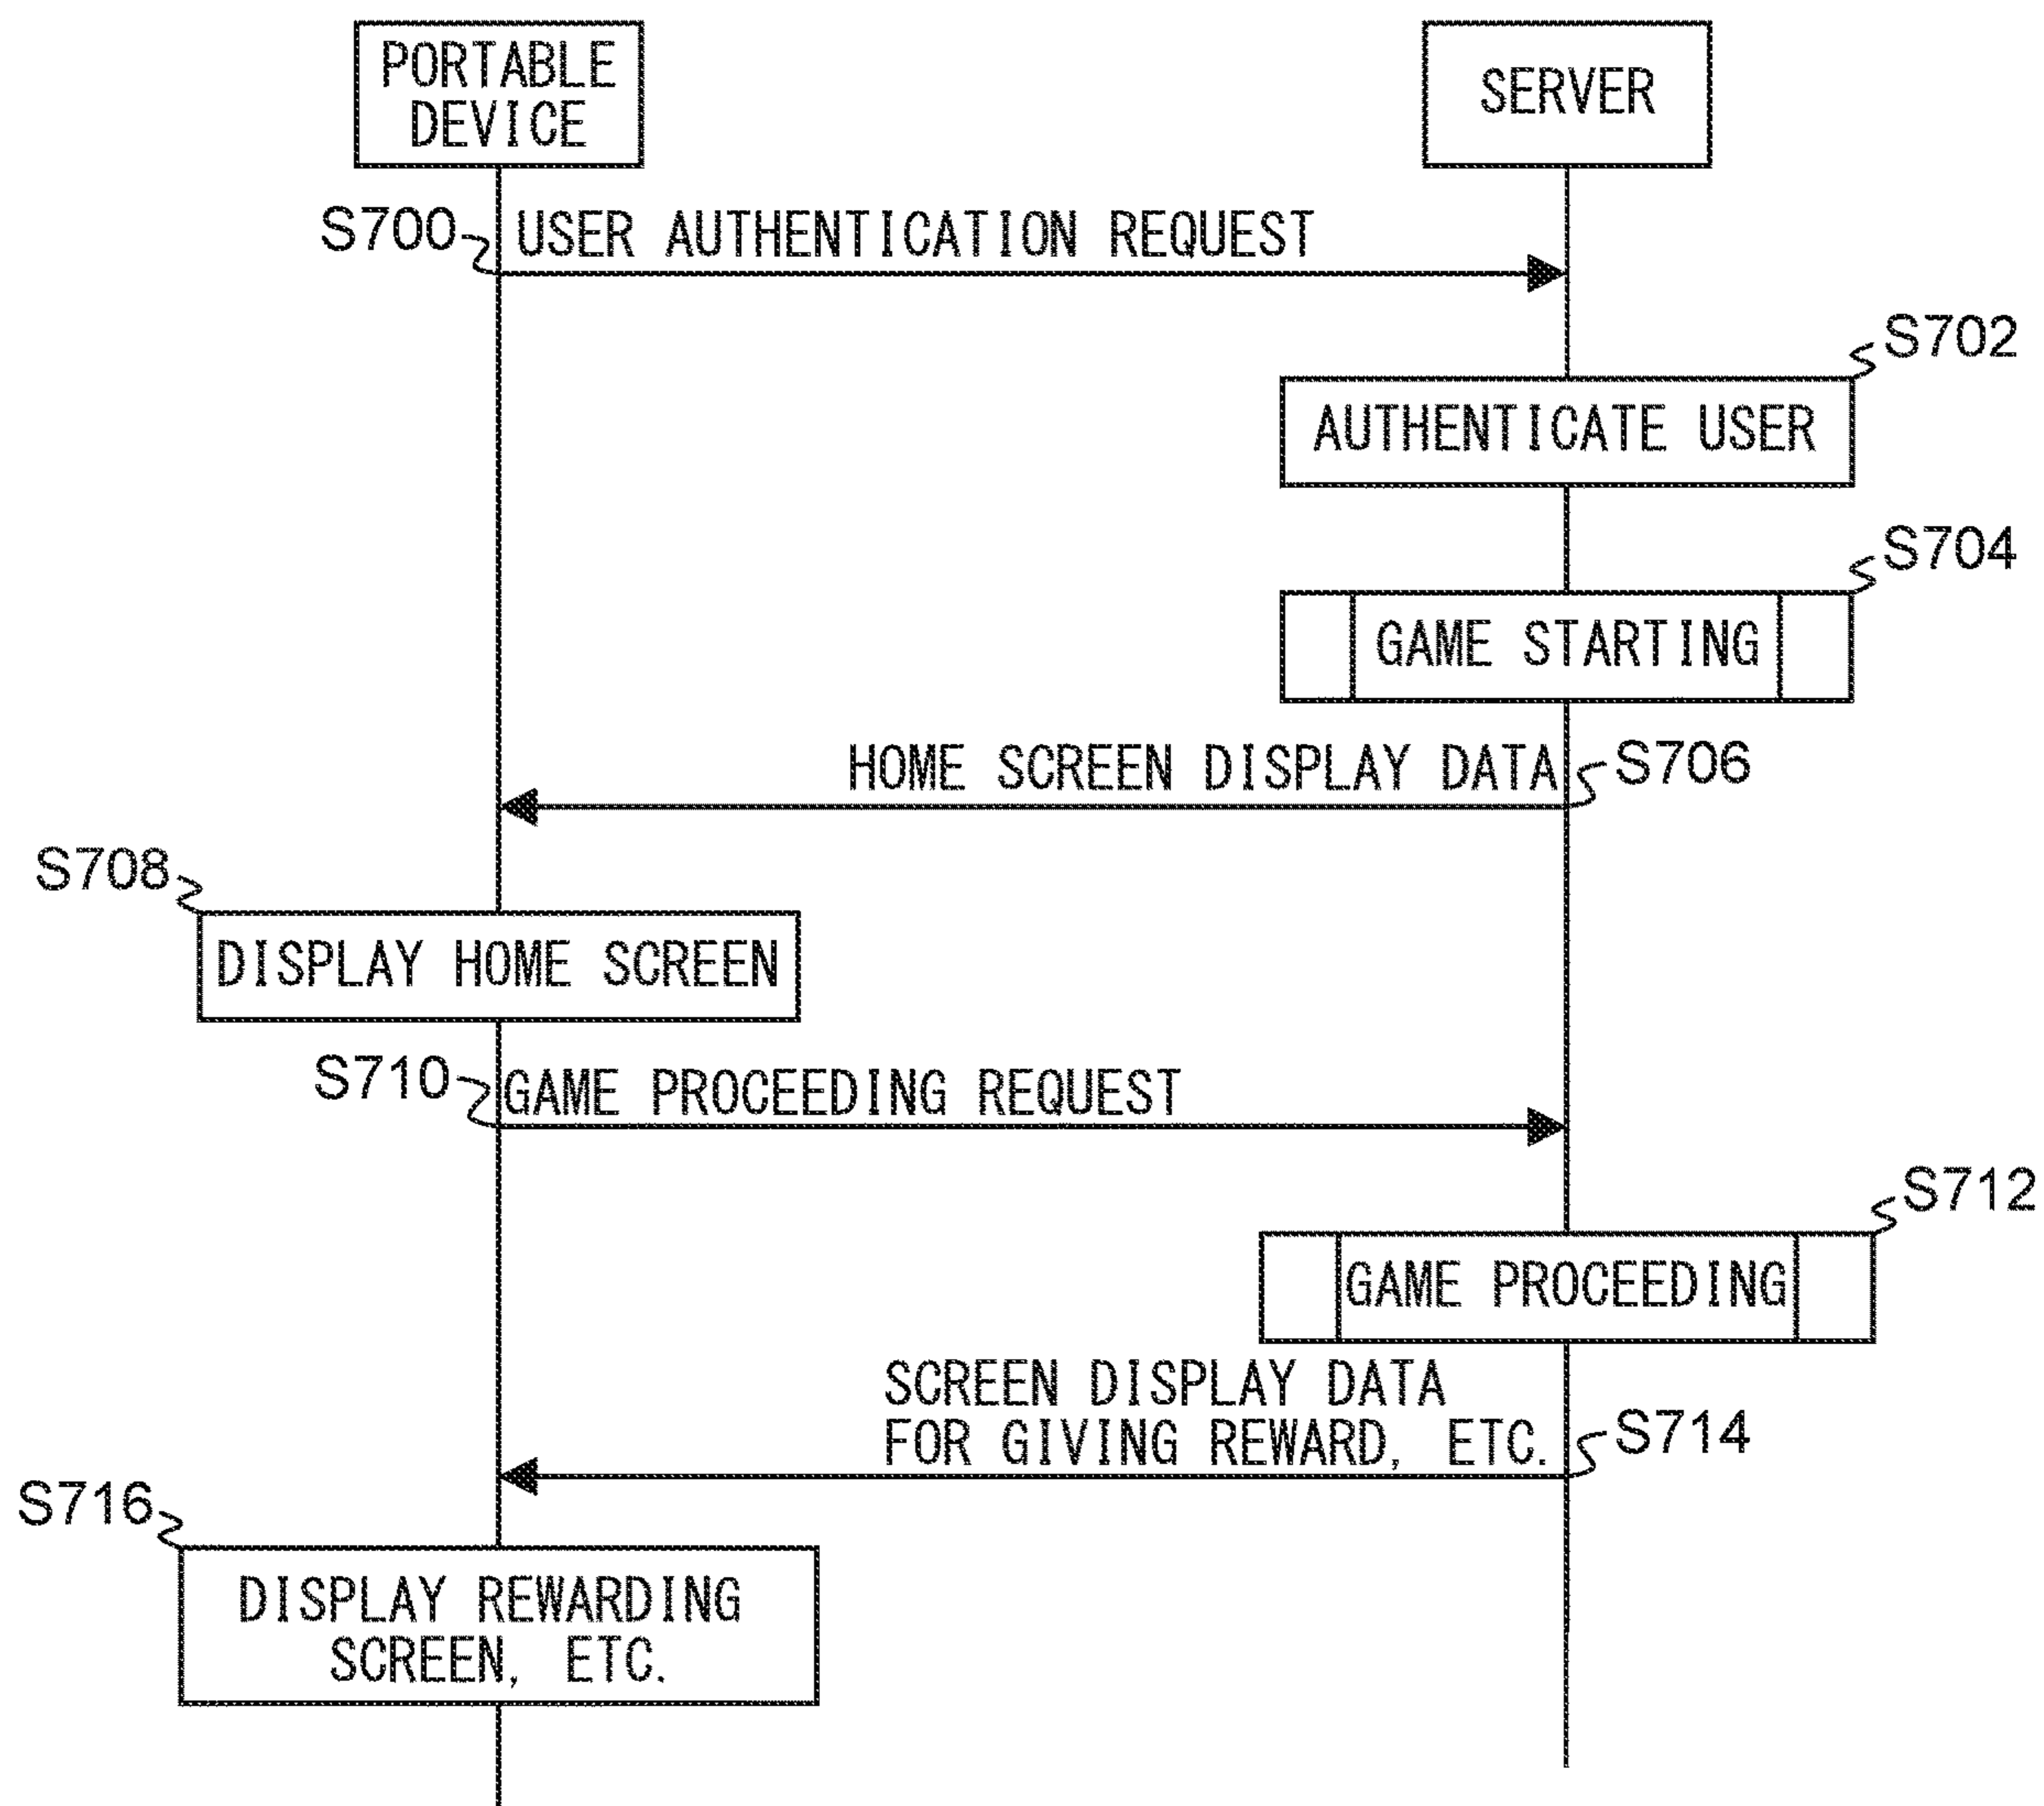 PORTABLE
DEVICE
SERVER
S700
USER AUTHENTICATION REQUEST
S702
AUTHENTICATE USER
S704
GAME STARTING
HOME SCREEN DISPLAY DATA
S706
S708
DISPLAY HOME SCREEN
S710
GAME PROCEEDING REQUEST
S712
GAME PROCEEDING
SCREEN DISPLAY DATA
FOR GIVING REWARD, ETC.
S714
S716
DISPLAY REWARDING
SCREEN, ETC.